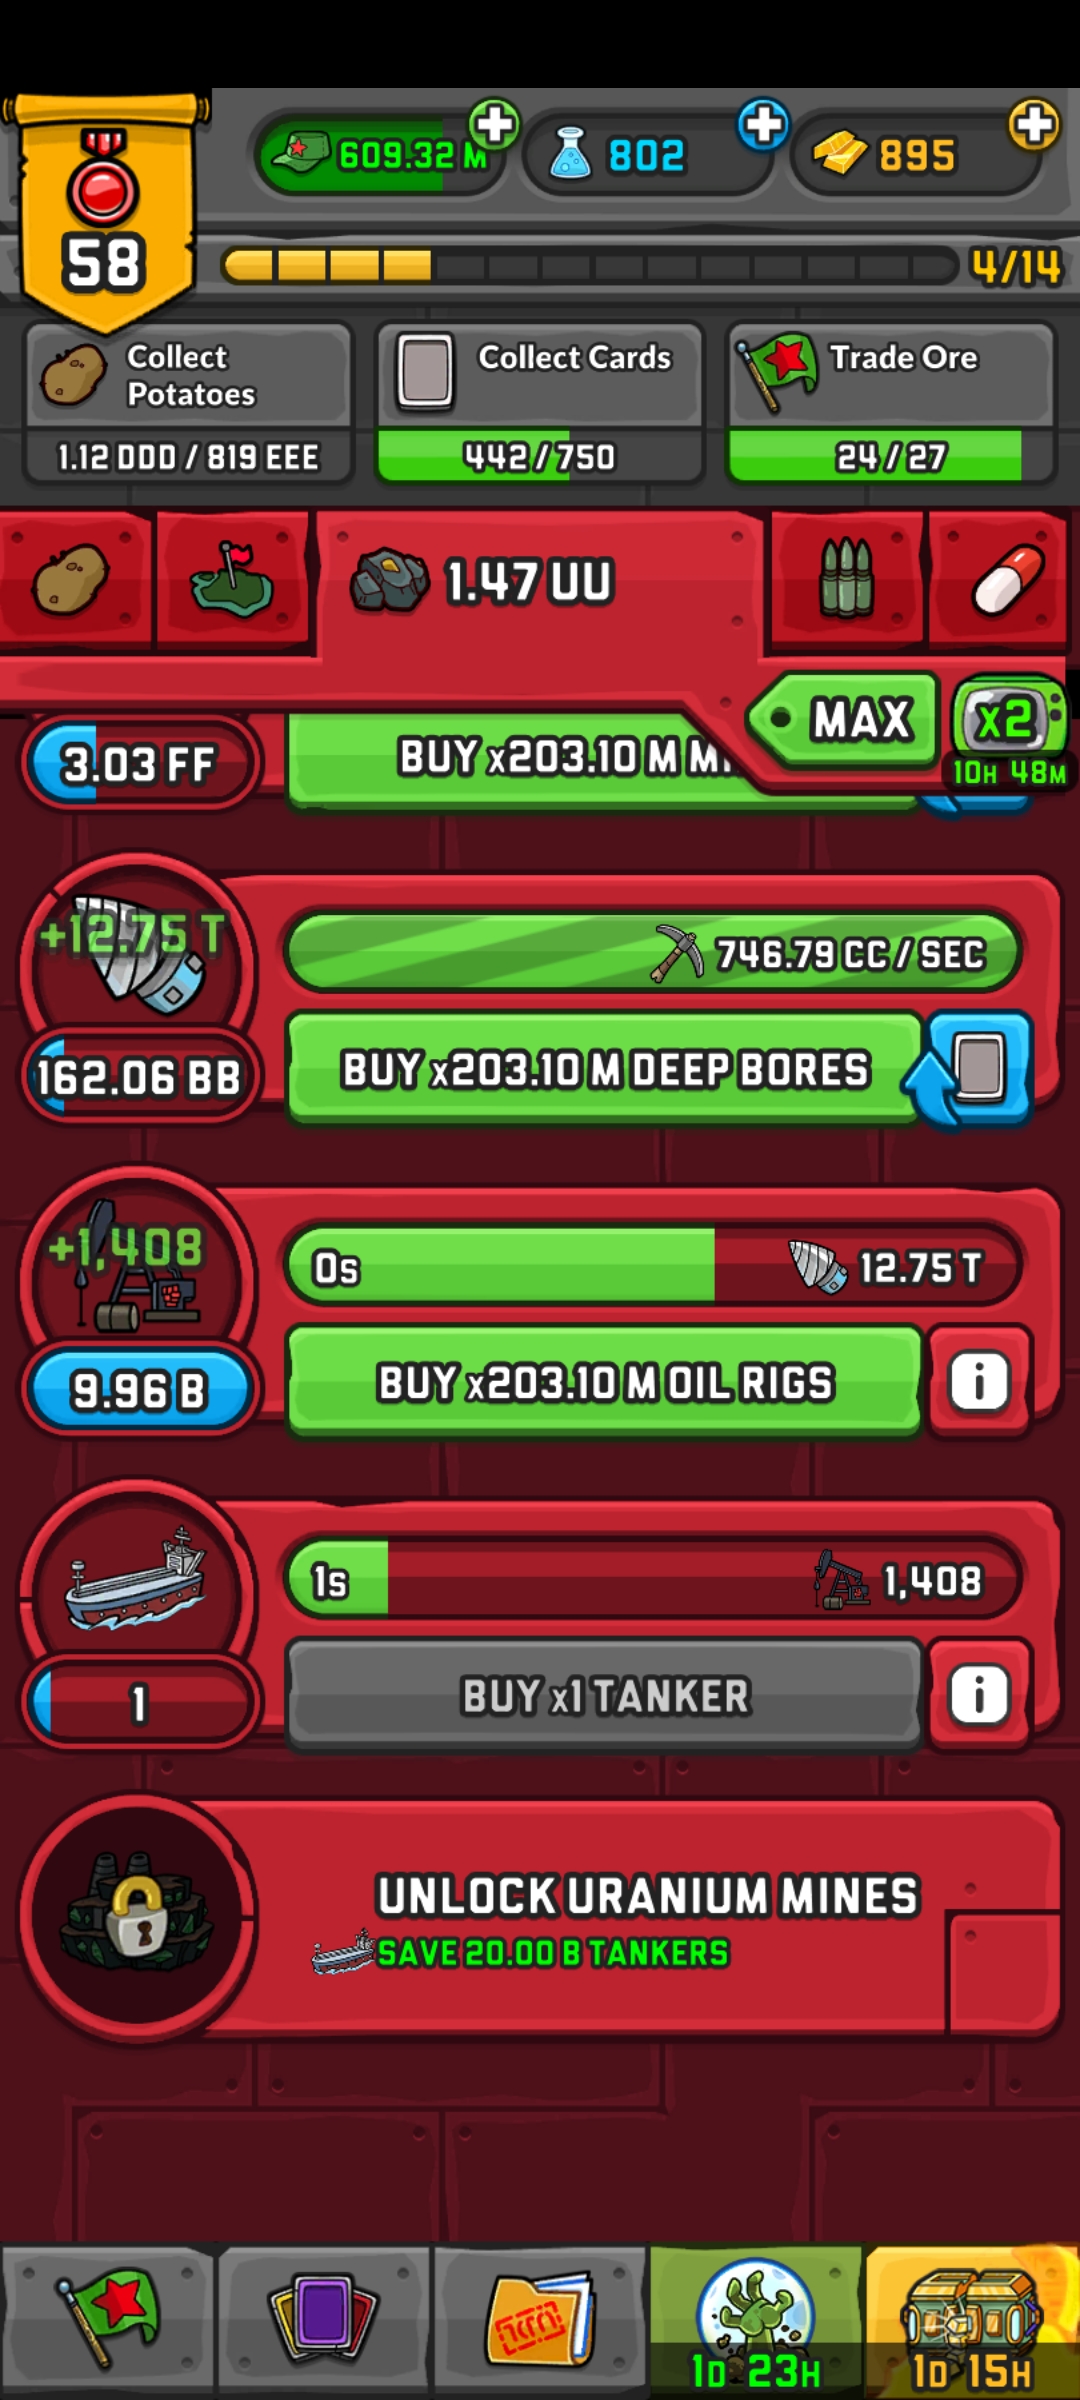 609.32 M
802
895
58
4/14
Collect
Potatoes
Collect Cards
Trade Ore
1.12 DDD / 819 EEE
442/750
24/27
1.47 UU
MAX
x2
10H 48M
3.03 FF
BUY x203.10 M
+12.75 T
746.79 CC / SEC
162.06 BB
BUY x203.10 M DEEP BORES
+1,408
0s
12.75 T
9.96 B
BUY x203.10 M OIL RIGS
1s
1,408
1
BUY x1 TANKER
UNLOCK URANIUM MINES
SAVE 20.00 B TANKERS
1D 23H
1D 15H